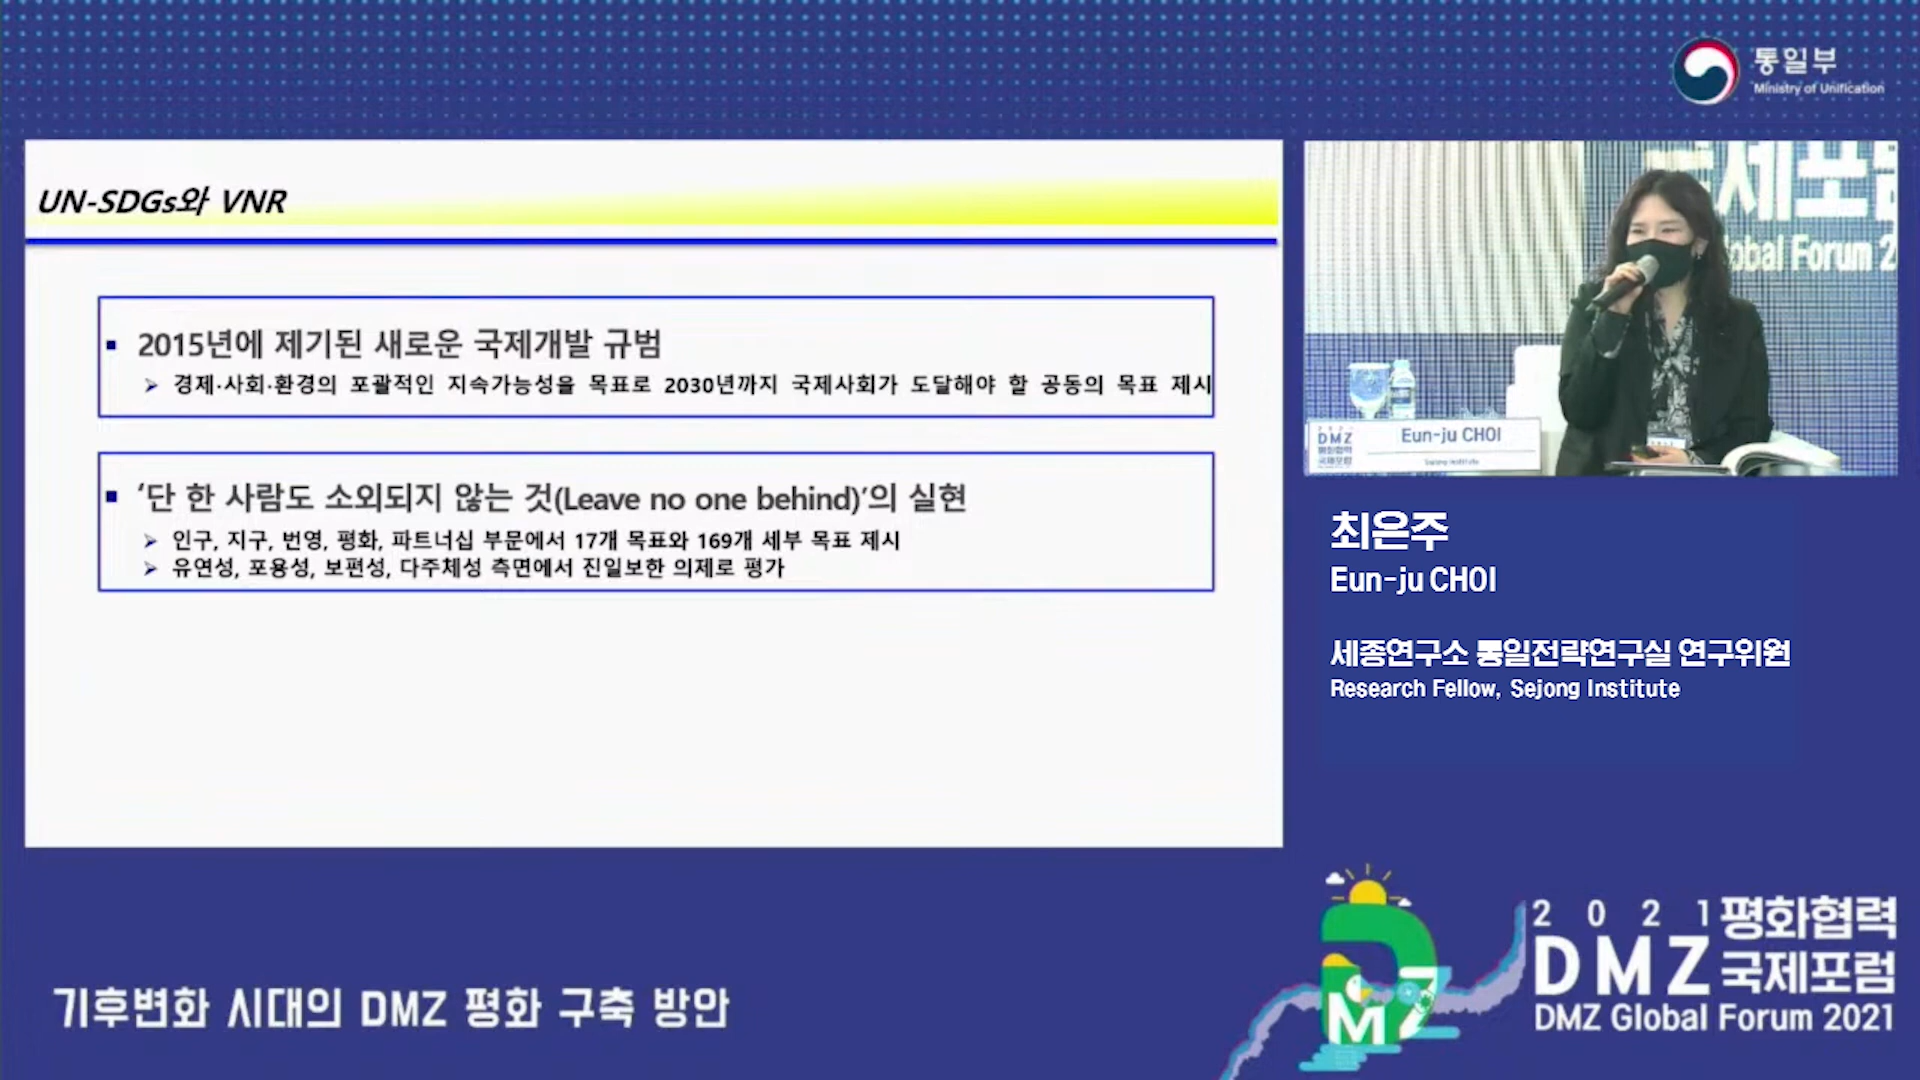 통일부
Ministry of Unification
UN-SDGs와 VNR
▪ 2015년에 제기된 새로운 국제개발 규범
➢ 경제·사회·환경의 포괄적인 지속가능성을 목표로 2030년까지 국제사회가 도달해야 할 공동의 목표 제시
▪ ‘단 한 사람도 소외되지 않는 것(Leave no one behind)’의 실현
➢ 인구, 지구, 번영, 평화, 파트너십 부문에서 17개 목표와 169개 세부 목표 제시
➢ 유연성, 포용성, 보편성, 다주체성 측면에서 진일보한 의제로 평가
Forum 2
DMZ
Eun-ju CHOI
Sejong Institute
최은주
Eun-ju CHOI
세종연구소 통일전략연구실 연구위원
Research Fellow, Sejong Institute
기후변화 시대의 DMZ 평화 구축 방안
DMZ
2021 평화협력
DMZ 국제포럼
DMZ Global Forum 2021